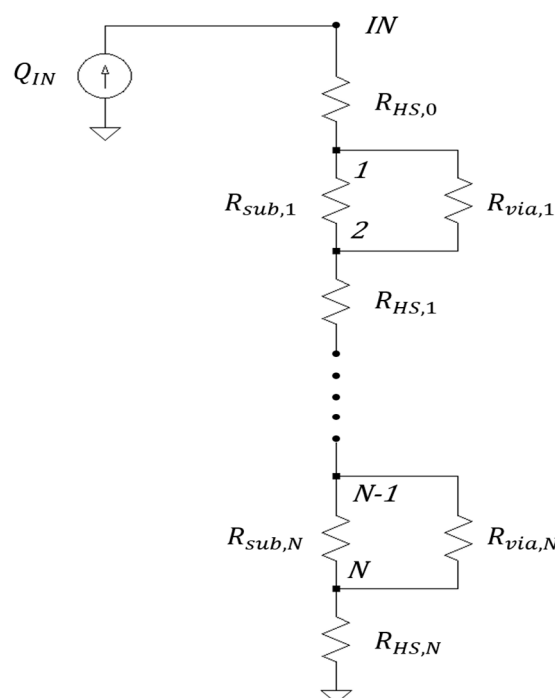 IN
Q_{IN}
R_{HS,0}
1
R_{sub,1}
R_{via,1}
2
R_{HS,1}
N-1
R_{sub,N}
R_{via,N}
N
R_{HS,N}